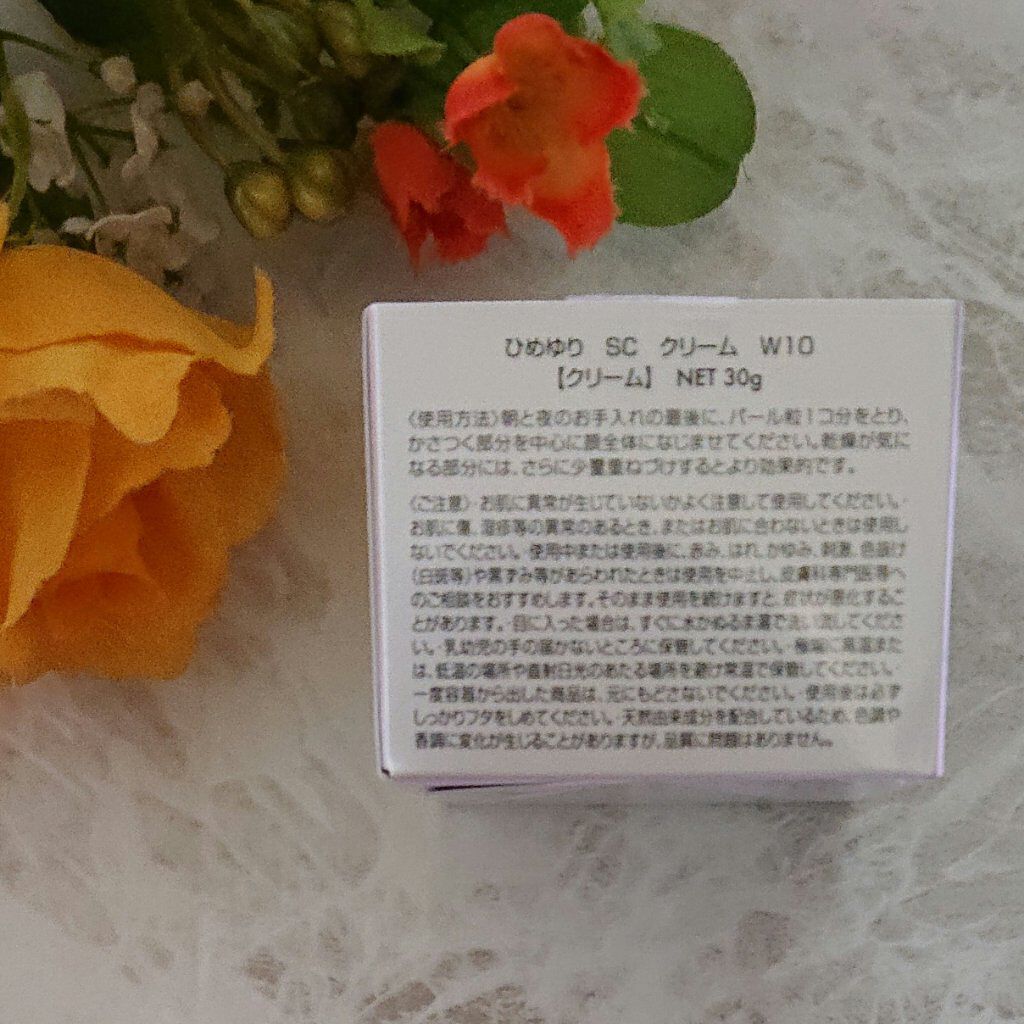 ひめゆり SC クリーム W10
【クリーム】 NET 30g
〈使用方法〉朝と夜のお手入れの最後に、パール粒1コ分をとり、
かさつく部分を中心に顔全体になじませてください。乾燥が気に
なる部分には、さらに少量重ねづけするとより効果的です。
〈ご注意〉・お肌に異常が生じていないかよく注意して使用してください。・
お肌に傷、湿疹等の異常のあるとき、またはお肌に合わないときは使用し
ないでください。・使用中または使用後に、赤み、はれ、かゆみ、刺激、色抜け
（白斑等）や黒ずみ等があらわれたときは使用を中止し、皮膚科専門医等へ
のご相談をおすすめします。そのまま使用を続けますと、症状が悪化するこ
とがあります。・目に入った場合は、すぐに水かぬるま湯で洗い流してくださ
い。・乳幼児の手の届かないところに保管してください。・極端に高温また
は、低温の場所や直射日光のあたる場所を避け常温で保管してください。・
一度容器から出した商品は、元にもどさないでください。・使用後は必ず
しっかりフタをしめてください。・天然由来成分を配合しているため、色調や
香調に変化が生じることがありますが、品質に問題はありません。